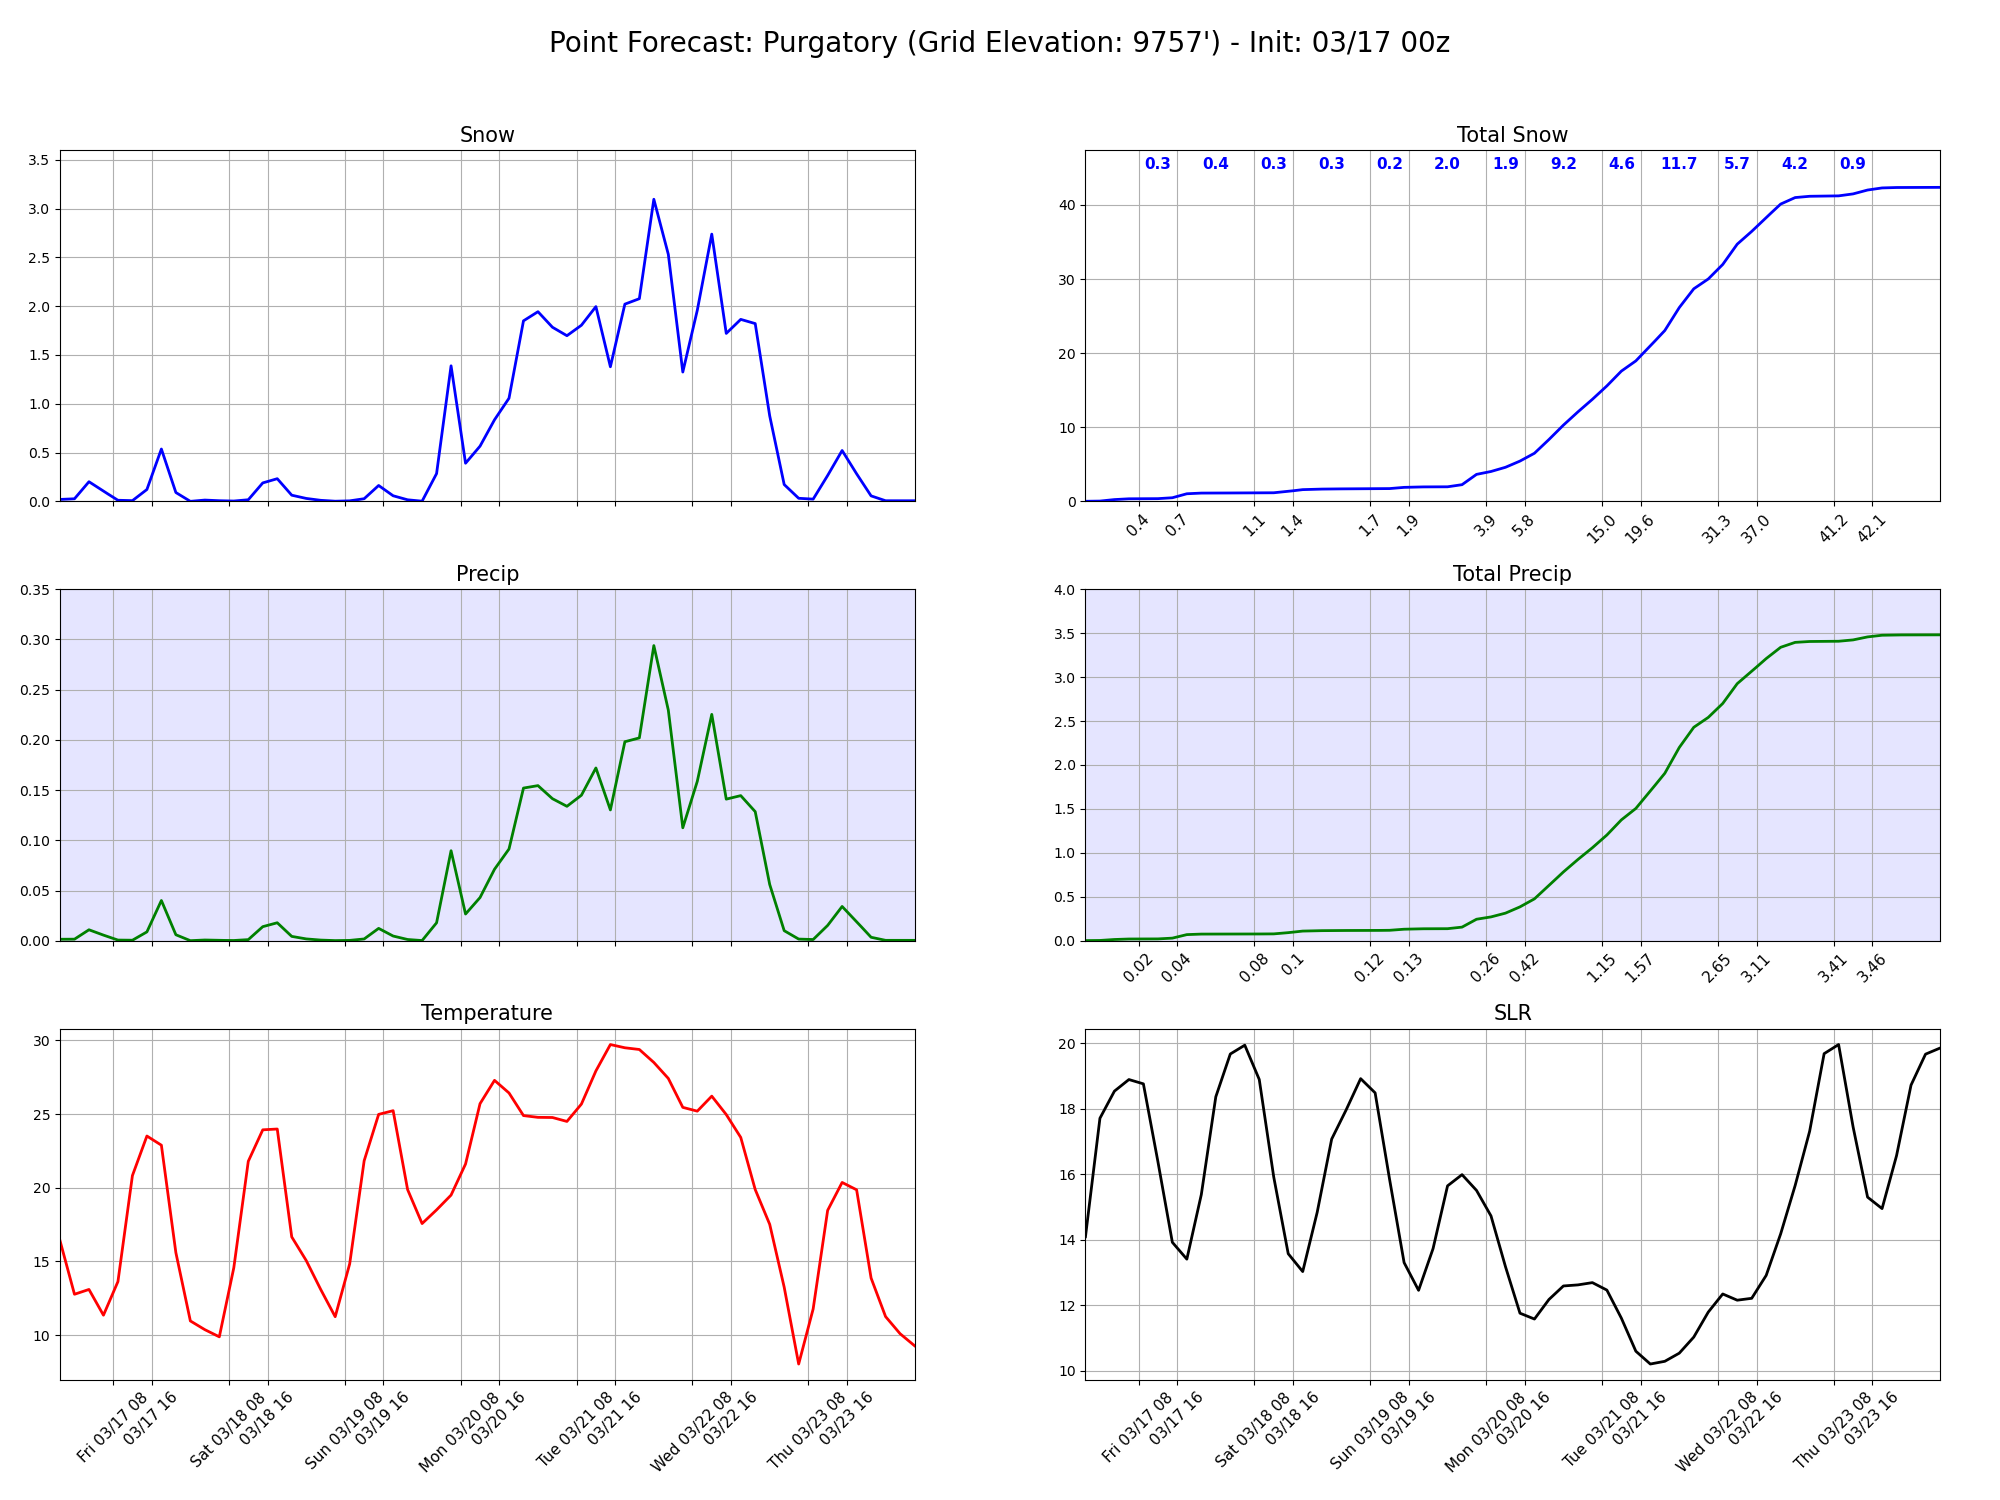 Point Forecast: Purgatory (Grid Elevation: 9757') - Init: 03/17 00z
Snow
3.5
3.0
2.5
2.0
1.5
1.0
0.5
0.0
Total Snow
0.3 0.4 0.3 0.3 0.2 2.0 1.9 9.2 4.6 11.7 5.7 4.2 0.9
40
30
20
10
0
0.4 0.7 1.1 1.4 1.7 1.9 3.9 5.8 15.0 19.6 31.3 37.0 41.2 42.1
Precip
0.35
0.30
0.25
0.20
0.15
0.10
0.05
0.00
Total Precip
4.0
3.5
3.0
2.5
2.0
1.5
1.0
0.5
0.0
0.02 0.04 0.08 0.1 0.12 0.13 0.26 0.42 1.15 1.57 2.65 3.11 3.41 3.46
Temperature
30
25
20
15
10
Fri 03/17 08
03/17 16
Sat 03/18 08
03/18 16
Sun 03/19 08
03/19 16
Mon 03/20 08
03/20 16
Tue 03/21 08
03/21 16
Wed 03/22 08
03/22 16
Thu 03/23 08
03/23 16
SLR
20
18
16
14
12
10
Fri 03/17 08
03/17 16
Sat 03/18 08
03/18 16
Sun 03/19 08
03/19 16
Mon 03/20 08
03/20 16
Tue 03/21 08
03/21 16
Wed 03/22 08
03/22 16
Thu 03/23 08
03/23 16